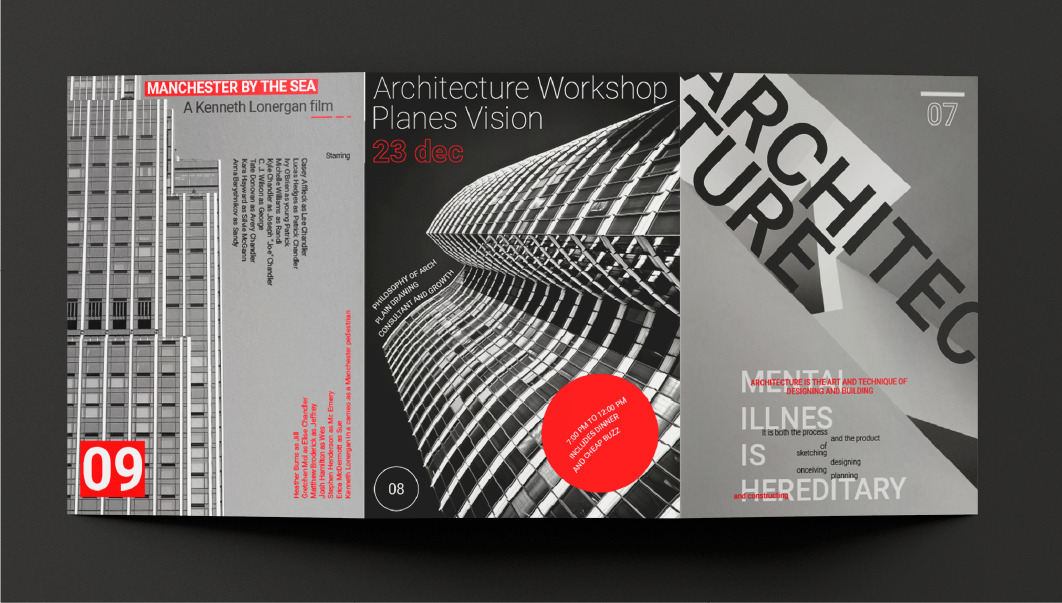 MANCHESTER BY THE SEA
A Kenneth Lonergan film
Starring
Casey Affleck as Lee Chandler
Lucas Hedges as Patrick Chandler
Ivy O'Brien as young Patrick
Michelle Williams as Randi
Kyle Chandler as Joseph "Joe" Chandler
C.J. Wilson as George
Tate Donovan as Avery Chandler
Kara Hayward as Silvie McGann
Anna Baryshnikov as Sandy
Heather Burns as Jill
Gretchen Mol as Elise Chandler
Matthew Broderick as Jeffrey
Josh Hamilton as Wes
Stephen Henderson as Mr. Emery
Erica McDermott as Sue
Kenneth Lonergan in a cameo as a Manchester pedestrian
09
Architecture Workshop
Planes Vision
23 dec
PHILOSOPHY OF ARCH
PLAIN DRAWING
CONSULTANT AND GROWTH
7:00 PM TO 12:00 PM
INCLUDES DINNER
AND CHEAP BUZZ
08
07
ARCHITEC
TURE
MENTAL
ARCHITECTURE IS THE ART AND TECHNIQUE OF
DESIGNING AND BUILDING
ILLNES
It is both the process
and the product
of
IS
sketching
designing
onceiving
planning
HEREDITARY
and constructing